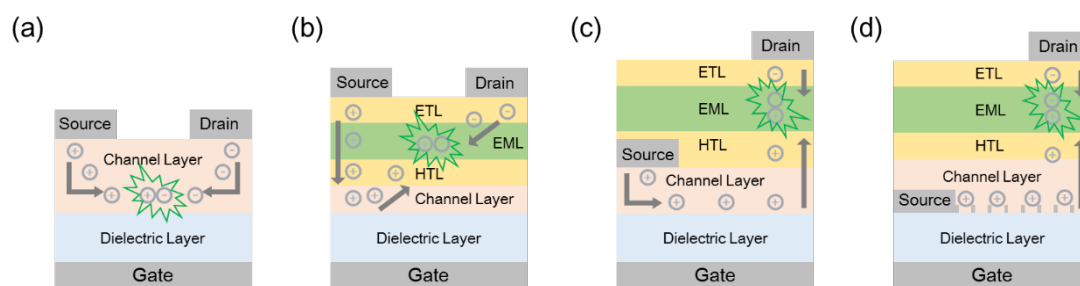 (a)
Source
Drain
Channel Layer
Dielectric Layer
Gate
(b)
Source
Drain
ETL
EML
HTL
Channel Layer
Dielectric Layer
Gate
(c)
Drain
ETL
EML
HTL
Source
Channel Layer
Dielectric Layer
Gate
(d)
Drain
ETL
EML
HTL
Channel Layer
Source
Dielectric Layer
Gate